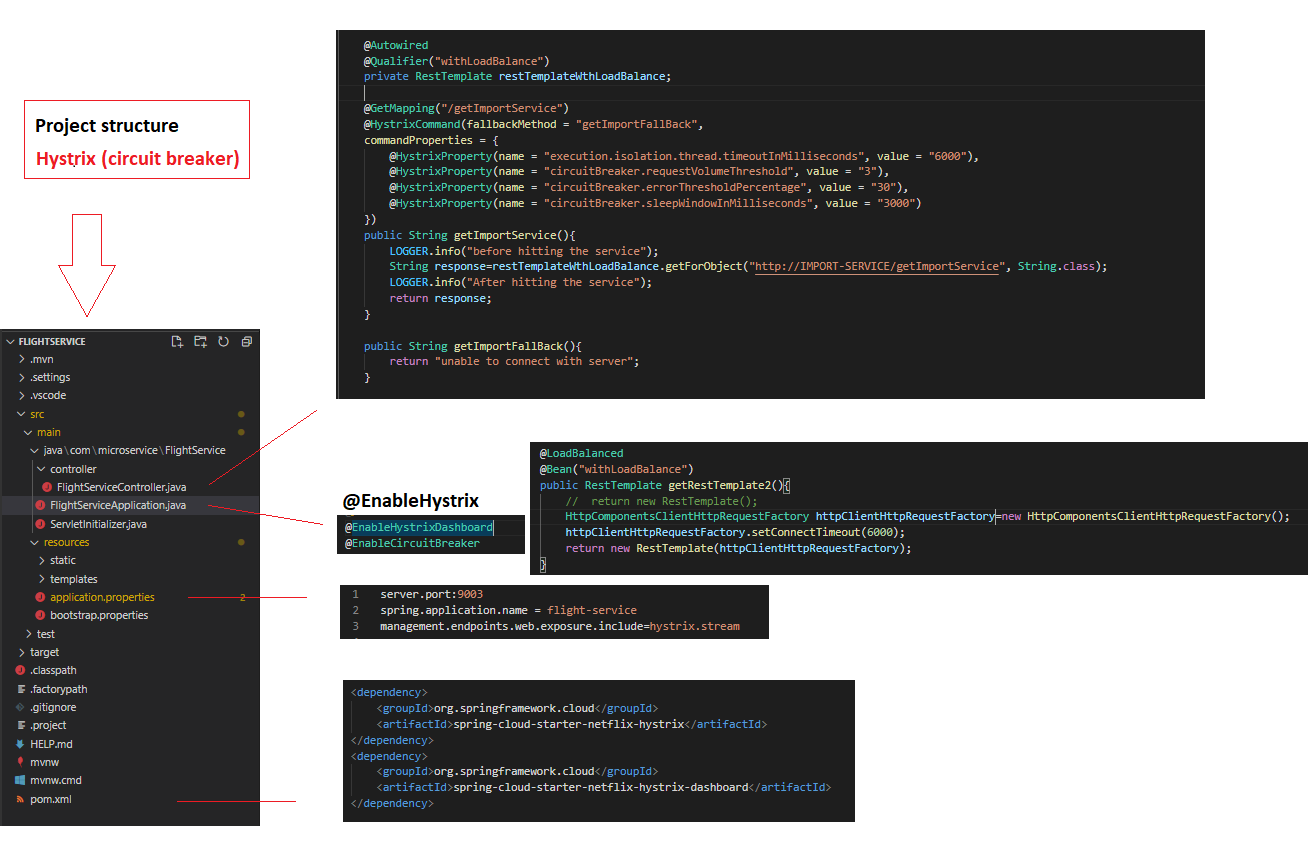 Project structure
Hystrix (circuit breaker)
@Autowired
@Qualifier("withLoadBalance")
private RestTemplate restTemplateWthLoadBalance;
@GetMapping("/getImportService")
@HystrixCommand(fallbackMethod = "getImportFallBack",
commandProperties = {
@HystrixProperty(name = "execution.isolation.thread.timeoutInMilliseconds", value = "6000"),
@HystrixProperty(name = "circuitBreaker.requestVolumeThreshold", value = "3"),
@HystrixProperty(name = "circuitBreaker.errorThresholdPercentage", value = "30"),
@HystrixProperty(name = "circuitBreaker.sleepWindowInMilliseconds", value = "3000")
})
public String getImportService(){
LOGGER.info("before hitting the service");
String response=restTemplateWthLoadBalance.getForObject("http://IMPORT-SERVICE/getImportService", String.class);
LOGGER.info("After hitting the service");
return response;
}
public String getImportFallBack(){
return "unable to connect with server";
}
FLIGHTSERVICE
.mvn
.settings
.vscode
src
main
java\com\microservice\FlightService
controller
FlightServiceController.java
FlightServiceApplication.java
ServletInitializer.java
resources
static
templates
application.properties 2
bootstrap.properties
test
target
.classpath
.factorypath
.gitignore
.project
HELP.md
mvnw
mvnw.cmd
pom.xml
@EnableHystrix
@EnableHystrixDashboard
@EnableCircuitBreaker
@LoadBalanced
@Bean("withLoadBalance")
public RestTemplate getRestTemplate2(){
// return new RestTemplate();
HttpComponentsClientHttpRequestFactory httpClientHttpRequestFactory=new HttpComponentsClientHttpRequestFactory();
httpClientHttpRequestFactory.setConnectTimeout(6000);
return new RestTemplate(httpClientHttpRequestFactory);
}
1 server.port:9003
2 spring.application.name = flight-service
3 management.endpoints.web.exposure.include=hystrix.stream
<dependency>
<groupId>org.springframework.cloud</groupId>
<artifactId>spring-cloud-starter-netflix-hystrix</artifactId>
</dependency>
<dependency>
<groupId>org.springframework.cloud</groupId>
<artifactId>spring-cloud-starter-netflix-hystrix-dashboard</artifactId>
</dependency>